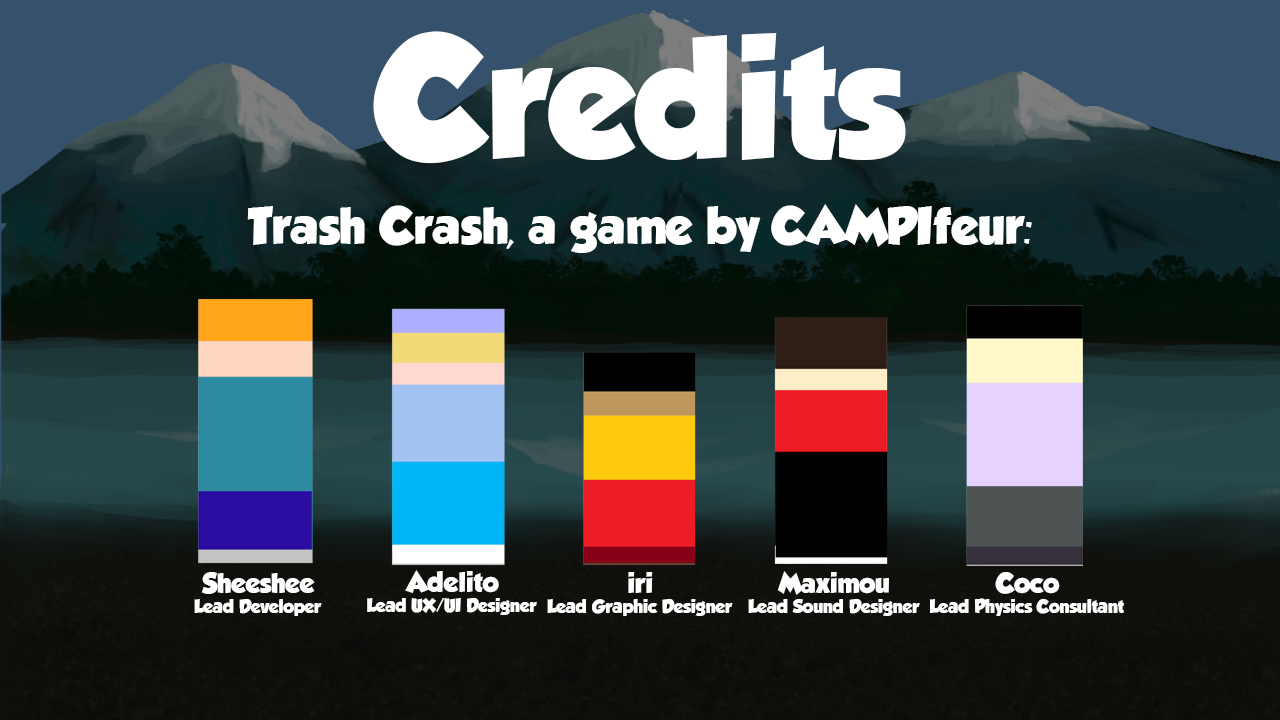 Credits
Trash Crash, a game by CAMPIfeur:
Sheeshee
Lead Developer
Adelito
Lead UX/UI Designer
iri
Lead Graphic Designer
Maximou
Lead Sound Designer
Coco
Lead Physics Consultant